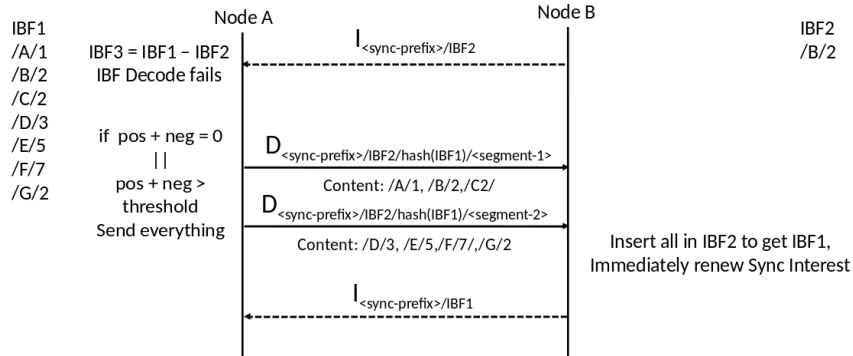 Node A
Node B
IBF1
/A/1
/B/2
/C/2
/D/3
/E/5
/F/7
/G/2
IBF3 = IBF1 – IBF2
IBF Decode fails
if pos + neg = 0
||
pos + neg >
threshold
Send everything
I<sync-prefix>/IBF2
D<sync-prefix>/IBF2/hash(IBF1)/<segment-1>
Content: /A/1, /B/2,/C2/
D<sync-prefix>/IBF2/hash(IBF1)/<segment-2>
Content: /D/3, /E/5,/F/7/,/G/2
I<sync-prefix>/IBF1
IBF2
/B/2
Insert all in IBF2 to get IBF1,
Immediately renew Sync Interest